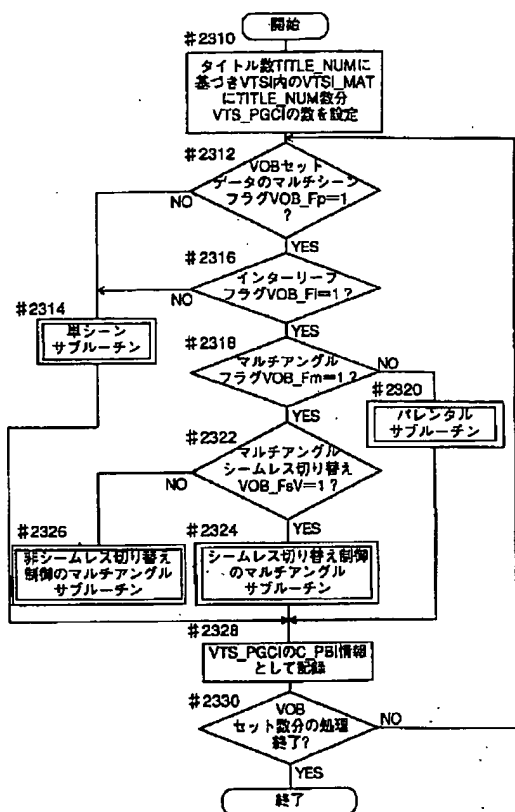 開始
#2310
タイトル数TITLE_NUMに
基づきVTSI内のVTSI_MAT
にTITLE_NUM数分
VTS_PGCIの数を設定
#2312
VOBセット
データのマルチシーン
フラグVOB_Fp=1
?
NO
YES
#2316
インターリーブ
フラグVOB_Fi=1?
NO
YES
#2314
単シーン
サブルーチン
#2318
マルチアングル
フラグVOB_Fm=1?
NO
YES
#2320
パレンタル
サブルーチン
#2322
マルチアングル
シームレス切り替え
VOB_FsV=1?
NO
YES
#2326
非シームレス切り替え
制御のマルチアングル
サブルーチン
#2324
シームレス切り替え制御
のマルチアングル
サブルーチン
#2328
VTS_PGCIのC_PBI情報
として記録
#2330
VOB
セット数分の処理
終了?
NO
YES
終了